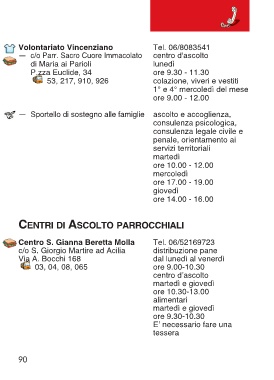 Volontariato Vincenziano
— c/o Parr. Sacro Cuore Immacolato
di Maria ai Parioli
P.zza Euclide, 34
53, 217, 910, 926
Tel. 06/8083541
centro d'ascolto
lunedì
ore 9.30 - 11.30
colazione, viveri e vestiti
1° e 4° mercoledì del mese
ore 9.00 - 12.00
— Sportello di sostegno alle famiglie
ascolto e accoglienza,
consulenza psicologica,
consulenza legale civile e
penale, orientamento ai
servizi territoriali
martedì
ore 10.00 - 12.00
mercoledì
ore 17.00 - 19.00
giovedì
ore 14.00 - 16.00
CENTRI DI ASCOLTO PARROCCHIALI
Centro S. Gianna Beretta Molla
c/o S. Giorgio Martire ad Acilia
Via A. Bocchi 168
03, 04, 08, 065
Tel. 06/52169723
distribuzione pane
dal lunedì al venerdì
ore 9.00-10.30
centro d'ascolto
martedì e giovedì
ore 10.30-13.00
alimentari
martedì e giovedì
ore 9.30-10.30
E' necessario fare una
tessera
90